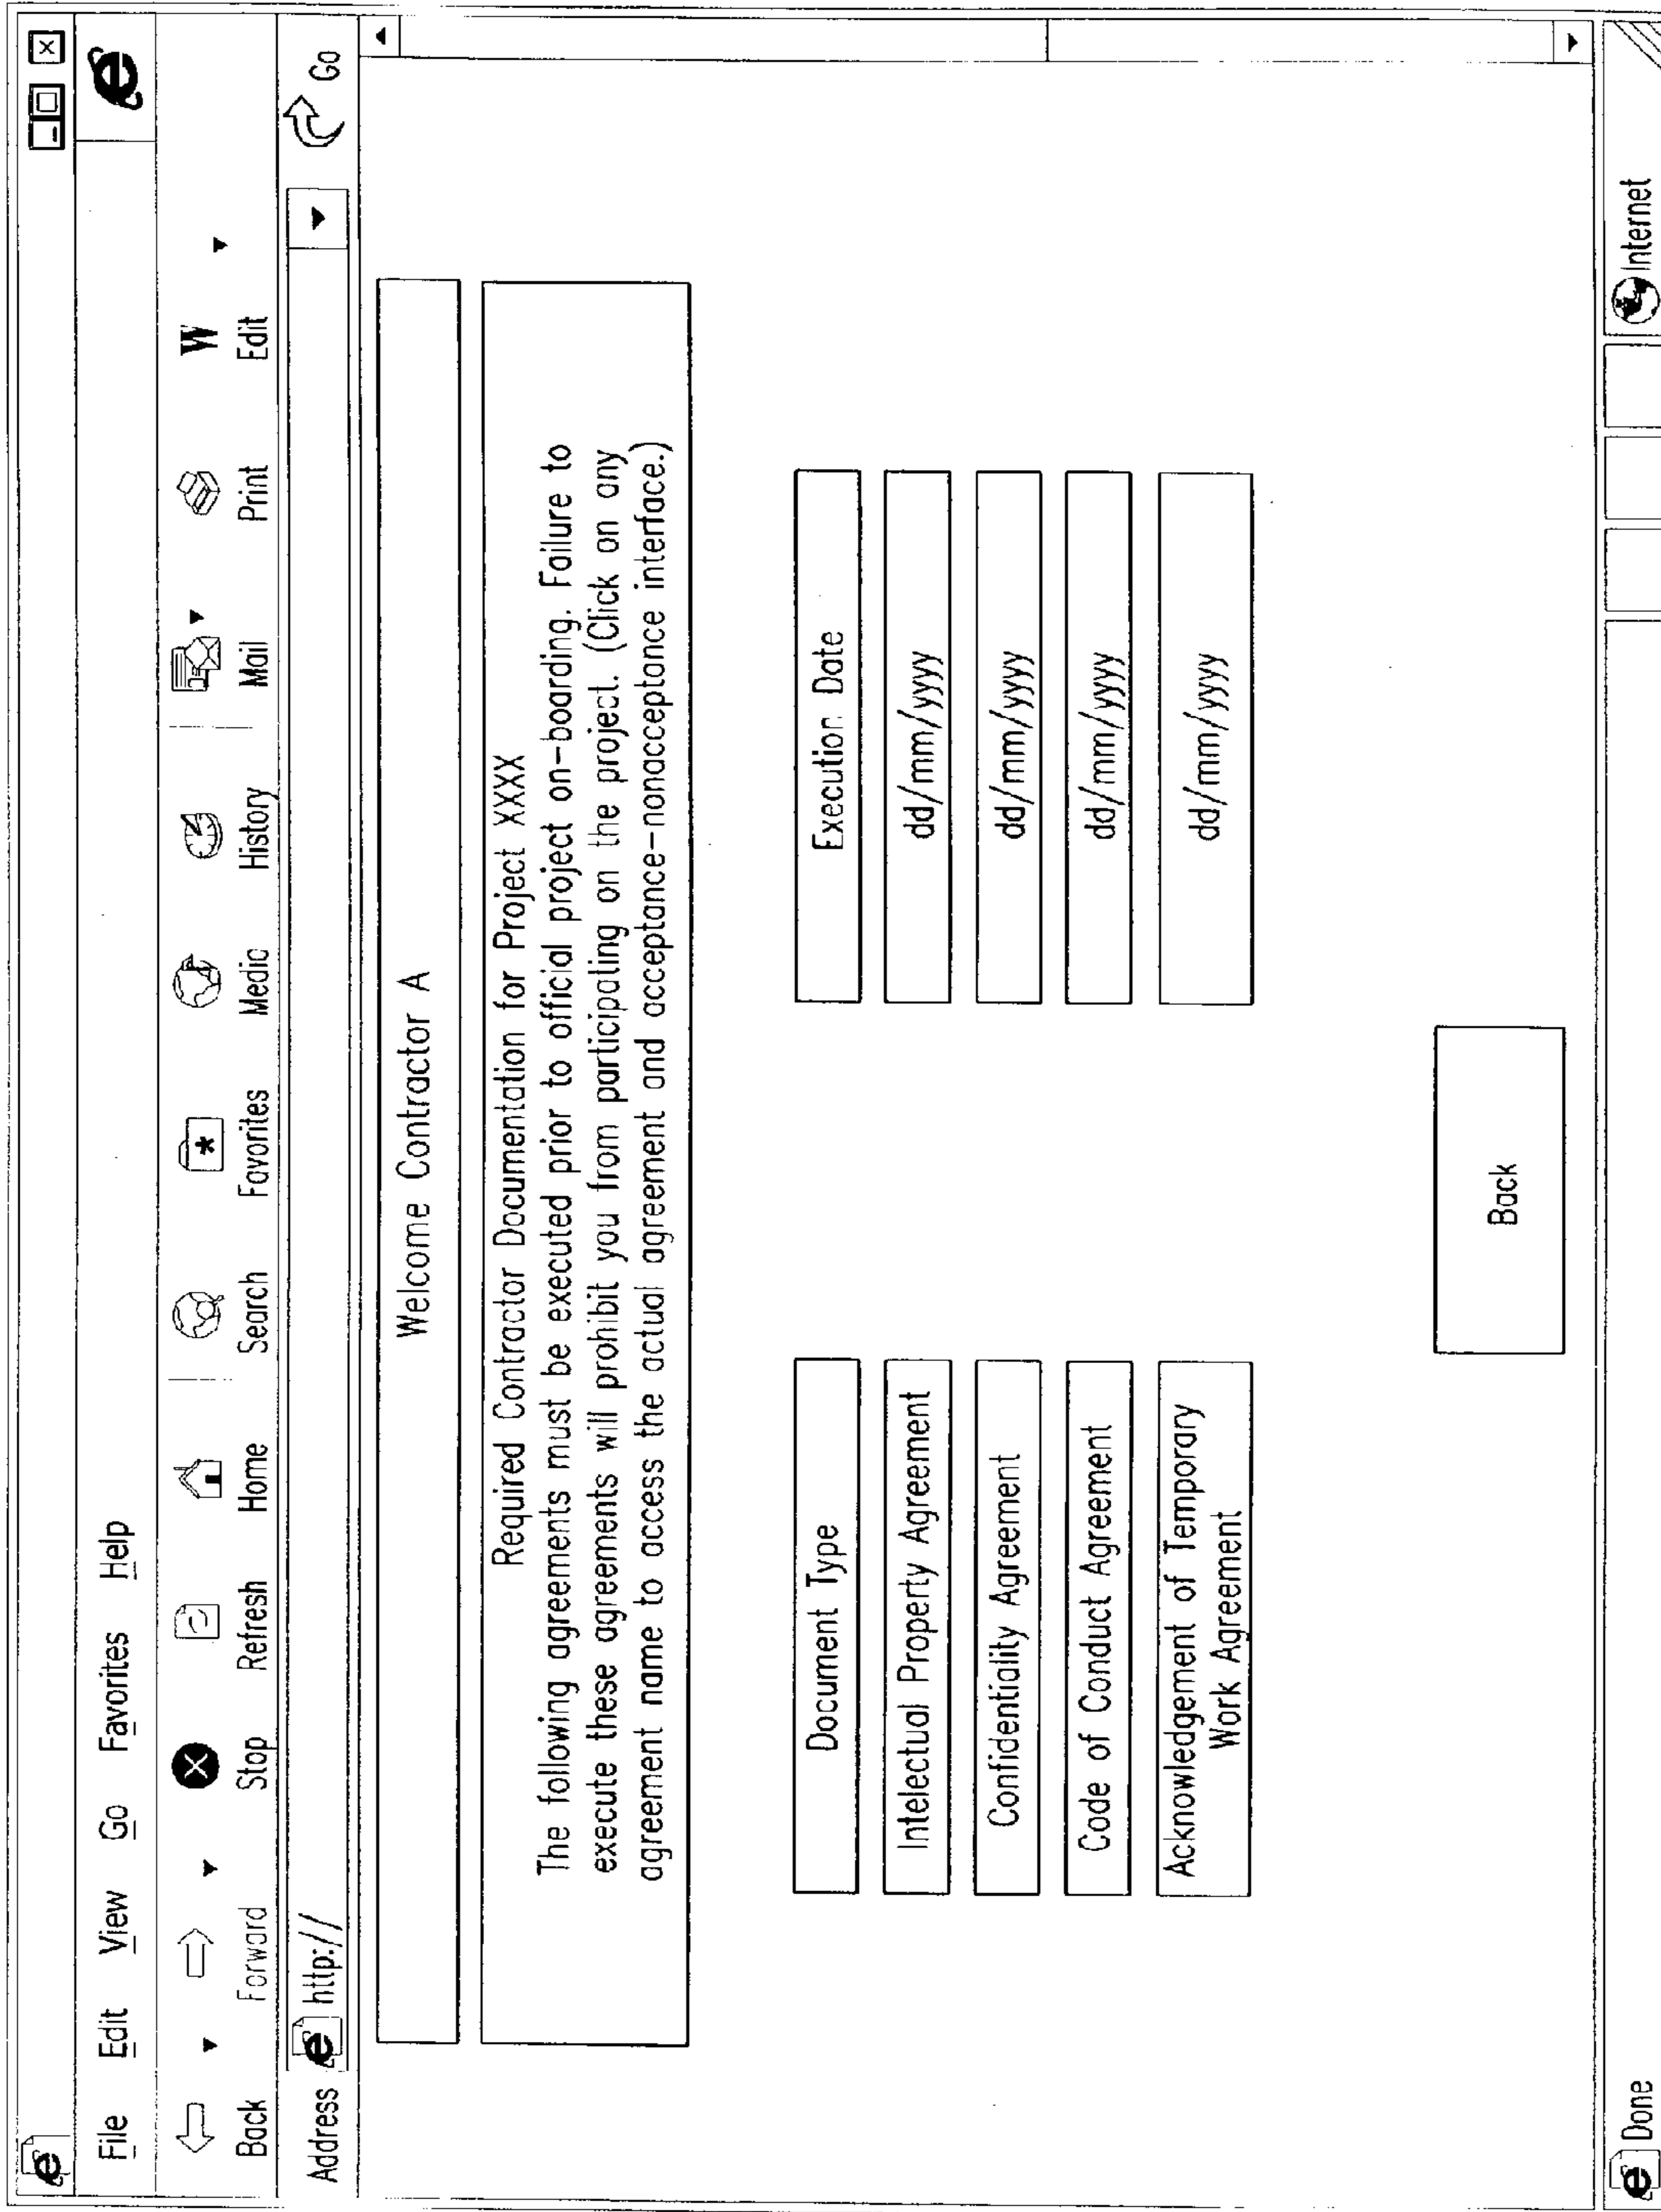 File Edit View Go Favorites Help
Back Forward Stop Refresh Home Search Favorites Medic History Mail Print Edit
Address http:// Go
Welcome Contractor A
Required Contractor Documentation for Project XXXX
The following agreements must be executed prior to official project on-boarding. Failure to
execute these agreements will prohibit you from participating on the project. (Click on any
agreement name to access the actual agreement and acceptance-nonacceptance interface.)
Document Type Execution Date
Intelectual Property Agreement dd/mm/yyyy
Confidentiality Agreement dd/mm/yyyy
Code of Conduct Agreement dd/mm/yyyy
Acknowledgement of Temporary
Work Agreement dd/mm/yyyy
Back
Done Internet